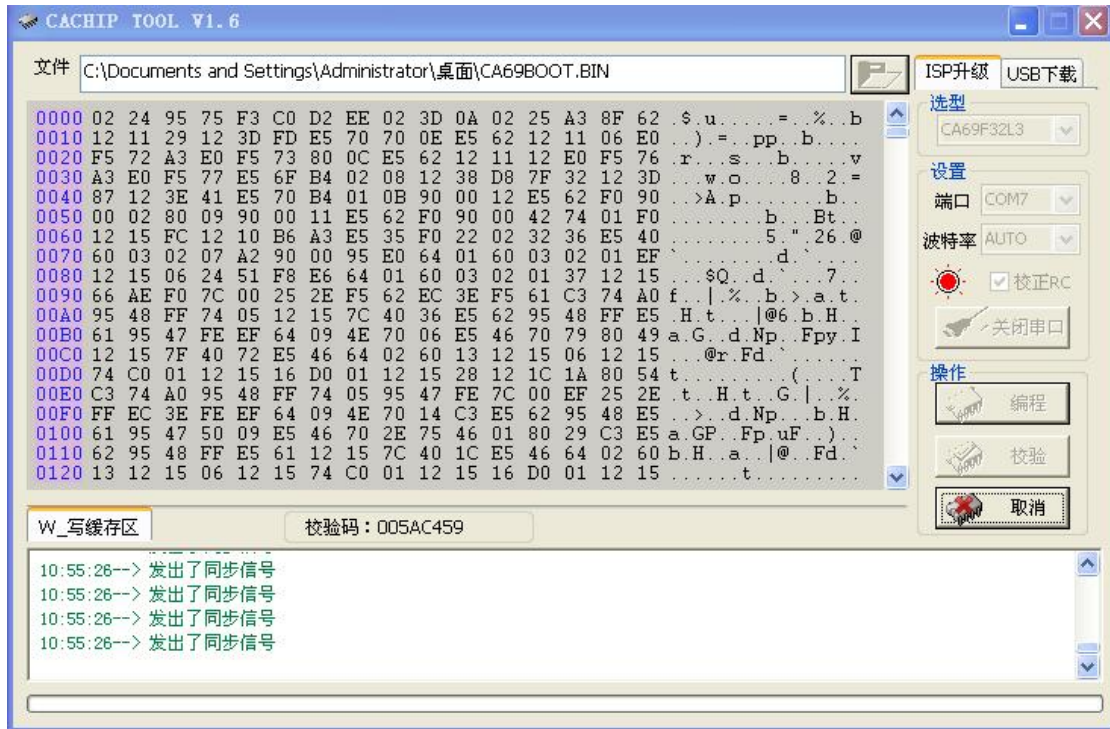 CACHIP TOOL V1.6
文件 C:\Documents and Settings\Administrator\桌面\CA69BOOT.BIN
ISP升级 USB下载
0000 02 24 95 75 F3 C0 D2 EE 02 3D 0A 02 25 A3 8F 62 .$.u.....=..%..b
0010 12 11 29 12 3D FD E5 70 70 0E E5 62 12 11 06 E0 ..).=..pp..b....
0020 F5 72 A3 E0 F5 73 80 0C E5 62 12 11 12 E0 F5 76 .r...s...b.....v
0030 A3 E0 F5 77 E5 6F B4 02 08 12 38 D8 7F 32 12 3D ...w.o....8..2.=
0040 87 12 3E 41 E5 70 B4 01 0B 90 00 12 E5 62 F0 90 ..>A.p.......b..
0050 00 02 80 09 90 00 11 E5 62 F0 90 00 42 74 01 F0 ........b...Bt..
0060 12 15 FC 12 10 B6 A3 E5 35 F0 22 02 32 36 E5 40 ........5.".26.@
0070 60 03 02 07 A2 90 00 95 E0 64 01 60 03 02 01 EF `........d.`....
0080 12 15 06 24 51 F8 E6 64 01 60 03 02 01 37 12 15 ...$Q..d.`...7..
0090 66 AE F0 7C 00 25 2E F5 62 EC 3E F5 61 C3 74 A0 f..|.%..b.>.a.t.
00A0 95 48 FF 74 05 12 15 7C 40 36 E5 62 95 48 FF E5 .H.t...|@6.b.H..
00B0 61 95 47 FE EF 64 09 4E 70 06 E5 46 70 79 80 49 a.G..d.Np..Fpy.I
00C0 12 15 7F 40 72 E5 46 64 02 60 13 12 15 06 12 15 ...@r.Fd.`......
00D0 74 C0 01 12 15 16 D0 01 12 15 28 12 1C 1A 80 54 t.........(....T
00E0 C3 74 A0 95 48 FF 74 05 95 47 FE 7C 00 EF 25 2E .t..H.t..G.|..%.
00F0 FF EC 3E FE EF 64 09 4E 70 14 C3 E5 62 95 48 E5 ..>..d.Np...b.H.
0100 61 95 47 50 09 E5 46 70 2E 75 46 01 80 29 C3 E5 a.GP..Fp.uF..)..
0110 62 95 48 FF E5 61 12 15 7C 40 1C E5 46 64 02 60 b.H..a..|@..Fd.`
0120 13 12 15 06 12 15 74 C0 01 12 15 16 D0 01 12 15 ......t.........
选型
CA69F32L3
设置
端口 COM7
波特率 AUTO
校正RC
关闭串口
操作
编程
校验
取消
W_写缓存区 校验码：005AC459
10:55:26--> 发出了同步信号
10:55:26--> 发出了同步信号
10:55:26--> 发出了同步信号
10:55:26--> 发出了同步信号